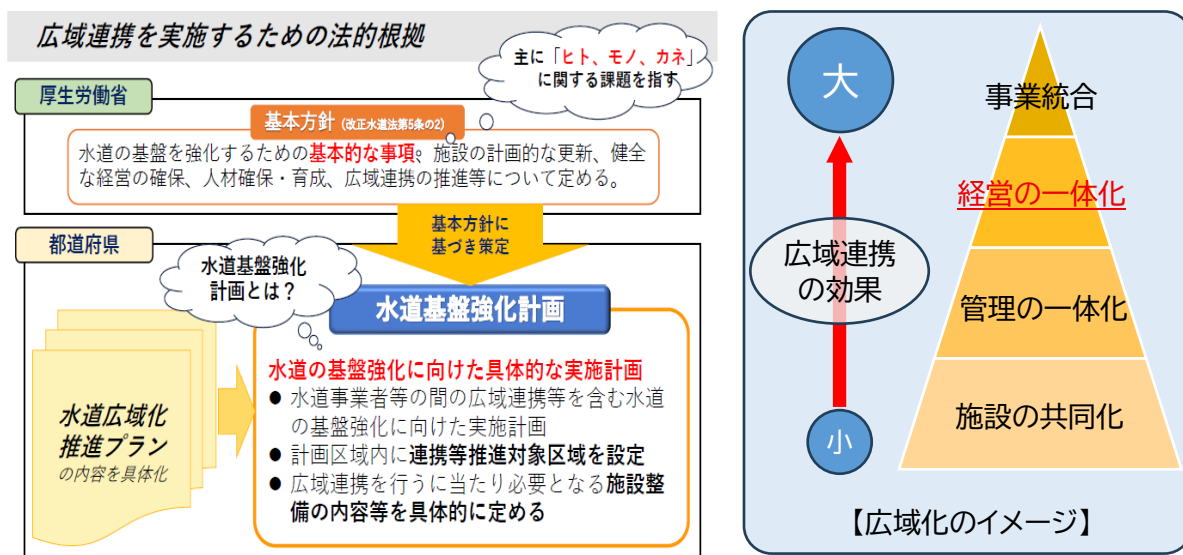 広域連携を実施するための法的根拠
主に「ヒト、モノ、カネ」
に関する課題を指す
厚生労働省
基本方針（改正水道法第5条の2）
水道の基盤を強化するための基本的な事項。施設の計画的な更新、健全
な経営の確保、人材確保・育成、広域連携の推進等について定める。
基本方針に
基づき策定
都道府県
水道基盤強化
計画とは？
水道基盤強化計画
水道広域化
推進プラン
の内容を具体化
水道の基盤強化に向けた具体的な実施計画
● 水道事業者等の間の広域連携等を含む水道
の基盤強化に向けた実施計画
● 計画区域内に連携等推進対象区域を設定
● 広域連携を行うに当たり必要となる施設整
備の内容等を具体的に定める
大
広域連携
の効果
小
事業統合
経営の一体化
管理の一体化
施設の共同化
【広域化のイメージ】